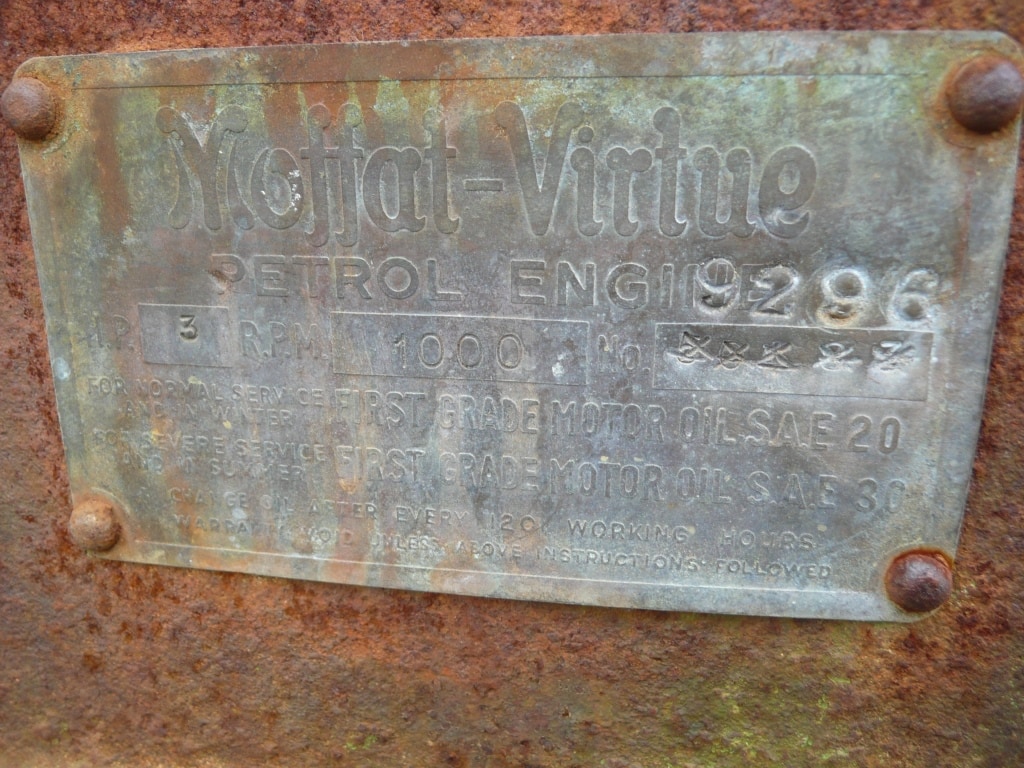 Moffat-Virtue
PETROL ENGINE 9296
H.P. 3 R.P.M. 1000 No.
FOR NORMAL SERVICE AND IN WINTER FIRST GRADE MOTOR OIL S.A.E 20
FOR SEVERE SERVICE AND IN SUMMER FIRST GRADE MOTOR OIL S.A.E 30
CHANGE OIL AFTER EVERY 120 WORKING HOURS
WARRANTY VOID UNLESS ABOVE INSTRUCTIONS FOLLOWED